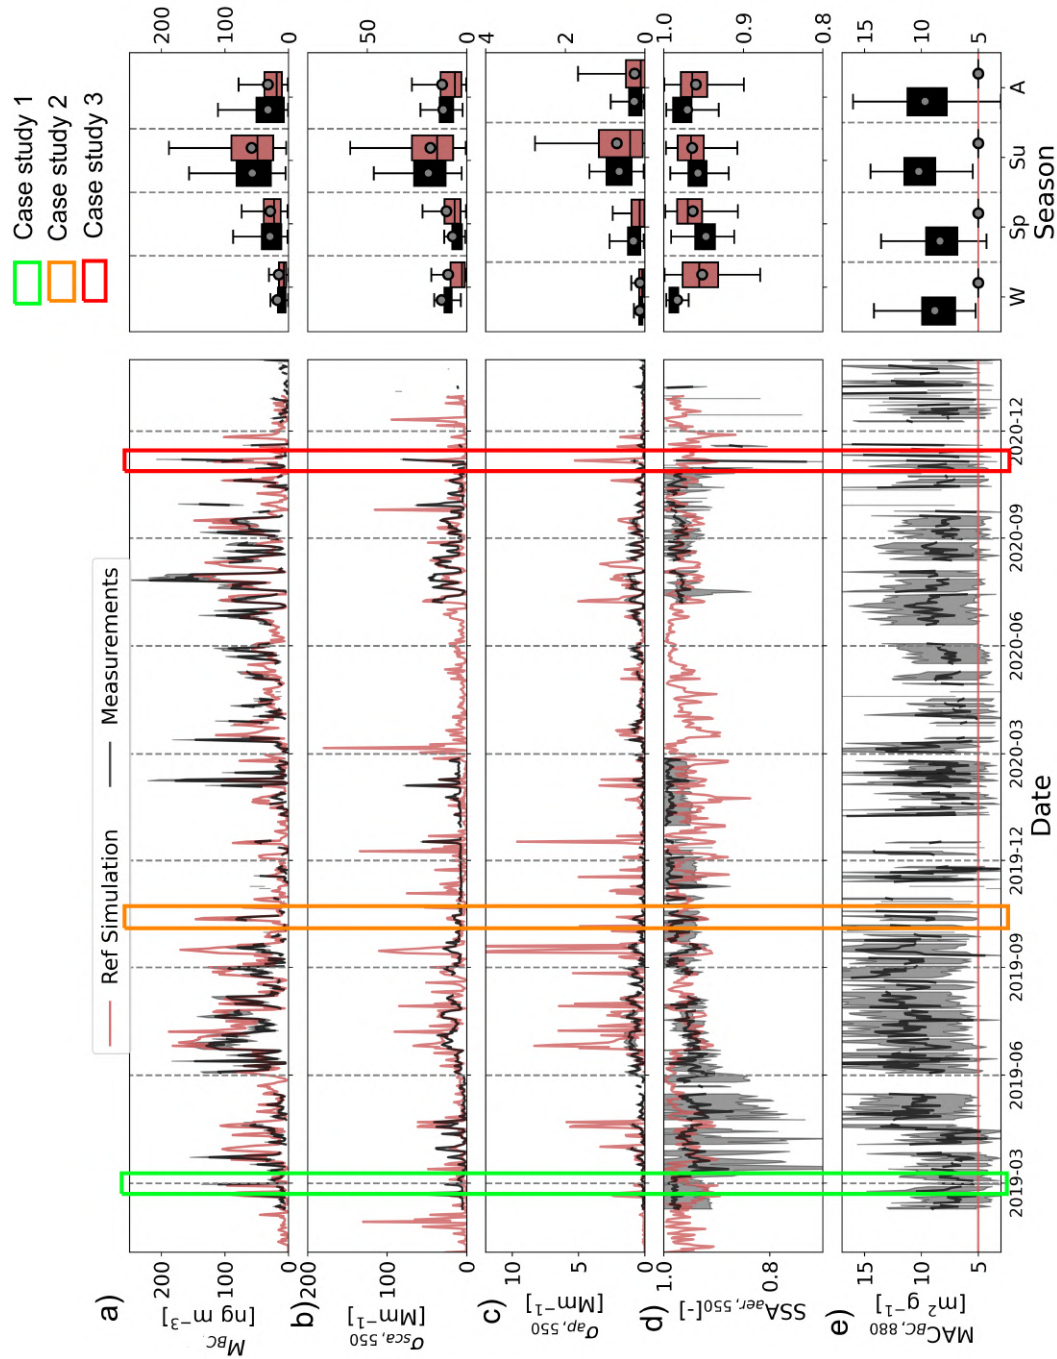 Case study 1
Case study 2
Case study 3
Ref Simulation
Measurements
a)
M_BC
[ng m⁻³]
0
100
200
0
100
200
b)
σ_sca,550
[Mm⁻¹]
0
100
200
0
50
c)
σ_ap,550
[Mm⁻¹]
0
5
10
0
2
4
d)
SSA_aer,550[-]
0.8
1.0
0.8
0.9
1.0
e)
MAC_BC,880
[m² g⁻¹]
5
10
15
5
10
15
2019-03
2019-06
2019-09
2019-12
2020-03
2020-06
2020-09
2020-12
Date
W
Sp
Su
A
Season